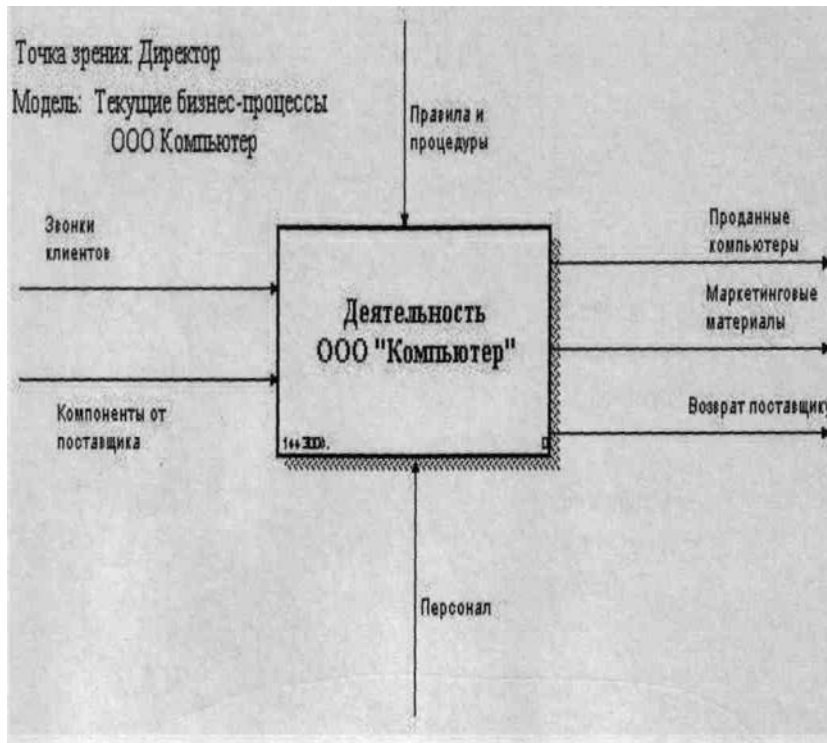 Точка зрения: Директор
Модель: Текущие бизнес-процессы
ООО Компьютер
Правила и
процедуры
Звонки
клиентов
Проданные
компьютеры
Маркетинговые
материалы
Деятельность
ООО "Компьютер"
Компоненты от
поставщика
Возврат поставщику
Персонал